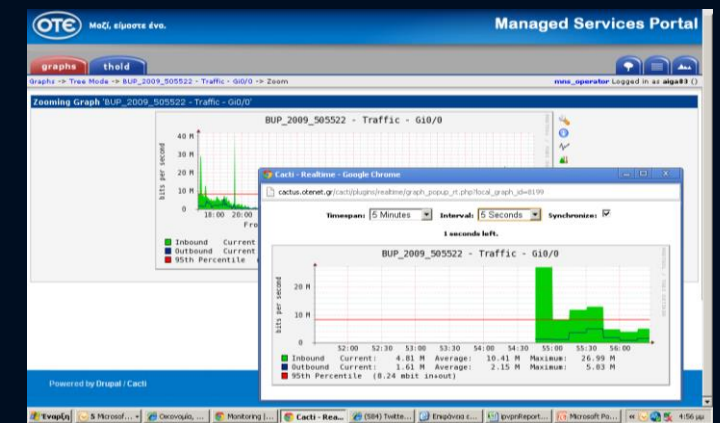 OTE Μαζί, είμαστε ένα.
Managed Services Portal
graphs thold
Graphs -> Tree Mode -> BUP_2009_505522 - Traffic - Gi0/0 -> Zoom
Logged in as
Zooming Graph 'BUP_2009_505522 - Traffic - Gi0/0'
BUP_2009_505522 - Traffic - Gi0/0
bits per second
40 M
30 M
20 M
10 M
0
18:00 20:00
Fro
Inbound Current
Outbound Current
95th Percentile
Cacti - Realtime - Google Chrome
cactus.otenet.gr/cacti/plugins/realtime/graph_popup_rt.php?local_graph_id=8199
Timespan: 5 Minutes Interval: 5 Seconds Synchronize:
1 seconds left.
BUP_2009_505522 - Traffic - Gi0/0
bits per second
20 M
10 M
0
52:00 52:30 53:00 53:30 54:00 54:30 55:00 55:30 56:00
Inbound Current: 4.81 M Average: 10.41 M Maximum: 26.99 M
Outbound Current: 1.61 M Average: 2.15 M Maximum: 5.83 M
95th Percentile (8.24 mbit in+out)
Powered by Drupal / Cacti
Έναρξη 5 Microsof... Οικονομία, ... Monitoring (... Cacti - Rea... (584) Twitte... Επιφάνεια ε... ipvpnReport... Microsoft Po... 4:56 μμ